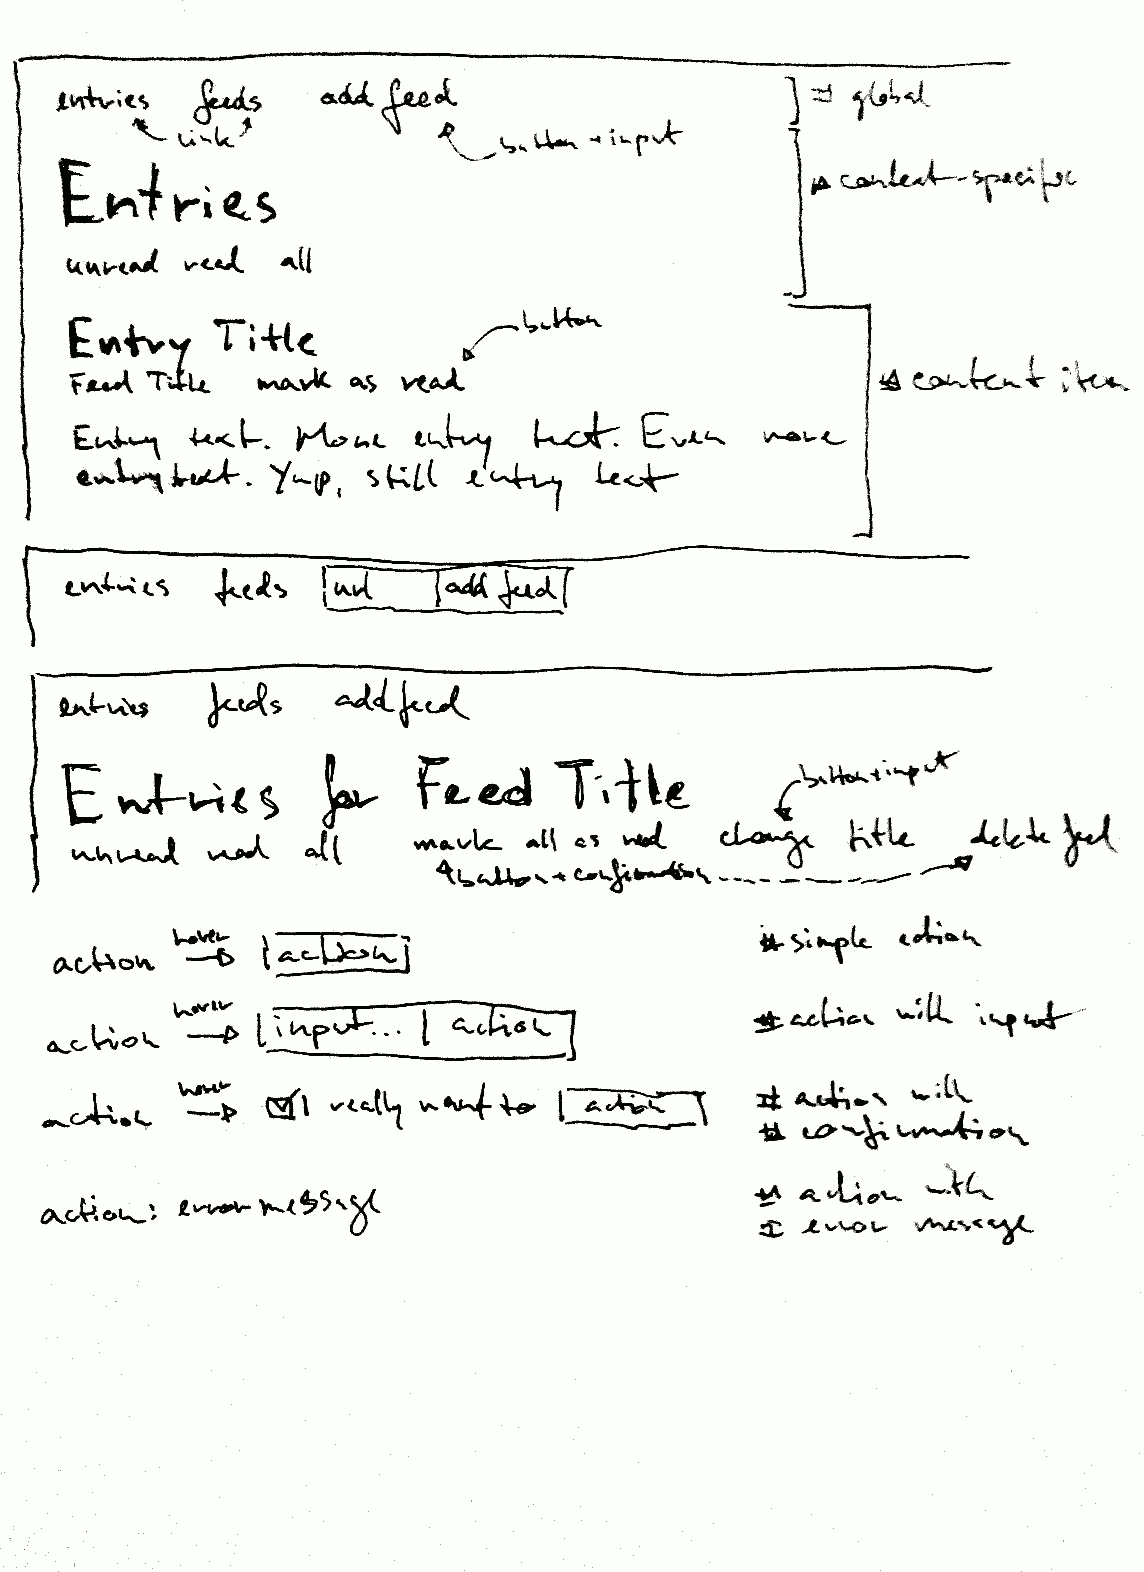 entries feeds add feed # global
link button + input
# context-specific
Entries
unread read all
Entry Title button
Feed Title mark as read # content item
Entry text. More entry text. Even more
entry text. Yup, still entry text
entries feeds url add feed
entries feeds add feed
Entries for Feed Title button + input
unread read all mark all as read change title delete feed
button + confirmation
action hover action # simple action
action hover input... action # action with input
action hover I really want to action # action with
# confirmation
action: error message # action with
# error message